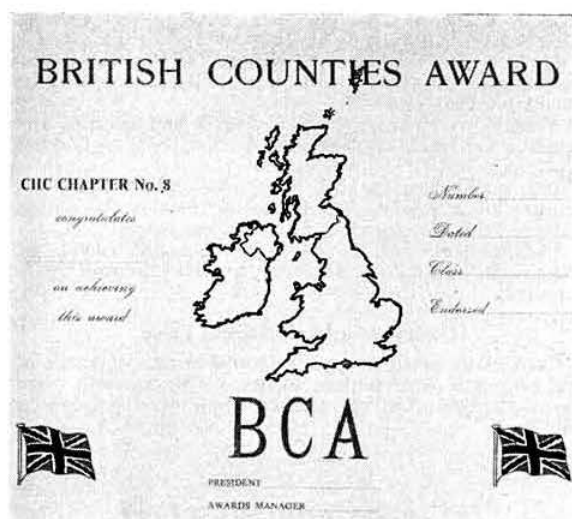 BRITISH COUNTIES AWARD
CHC CHAPTER No. 8
congratulates
on achieving
this award
Number
Dated
Class
Endorsed
BCA
PRESIDENT
AWARDS MANAGER